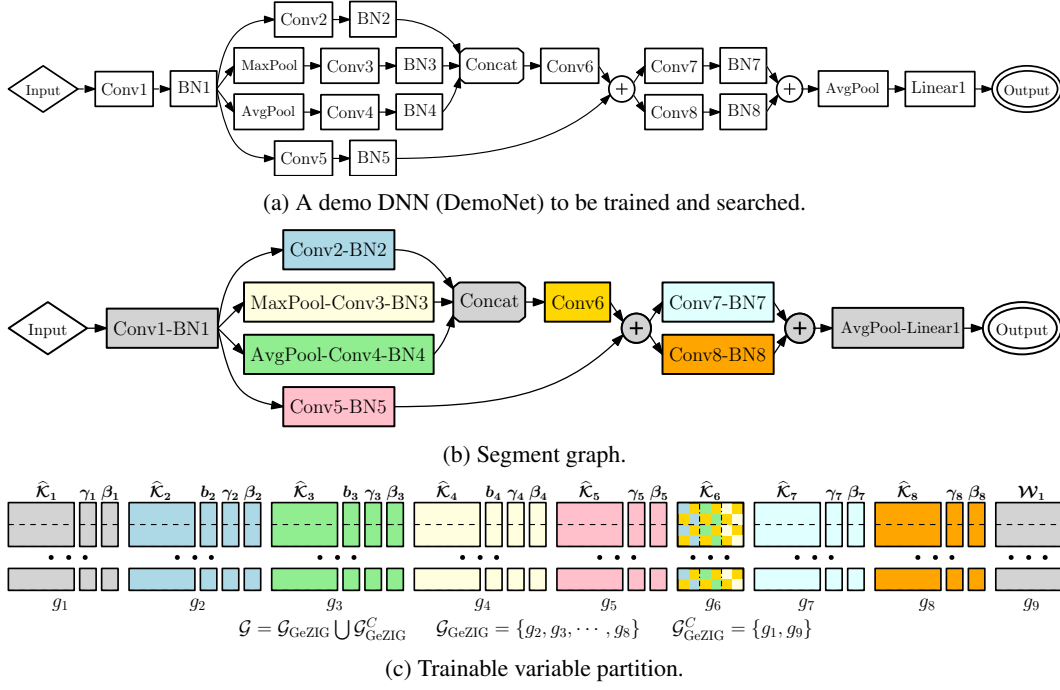 Conv2 BN2
MaxPool Conv3 BN3 Concat Conv6 Conv7 BN7
Input Conv1 BN1 + + AvgPool Linear1 Output
AvgPool Conv4 BN4 Conv8 BN8
Conv5 BN5
(a) A demo DNN (DemoNet) to be trained and searched.
Conv2-BN2
MaxPool-Conv3-BN3 Concat Conv6 Conv7-BN7
Input Conv1-BN1 + + AvgPool-Linear1 Output
AvgPool-Conv4-BN4 Conv8-BN8
Conv5-BN5
(b) Segment graph.
𝒦̂₁ γ₁ β₁ 𝒦̂₂ b₂ γ₂ β₂ 𝒦̂₃ b₃ γ₃ β₃ 𝒦̂₄ b₄ γ₄ β₄ 𝒦̂₅ γ₅ β₅ 𝒦̂₆ 𝒦̂₇ γ₇ β₇ 𝒦̂₈ γ₈ β₈ 𝒲₁
• • • • • • • • • • • • • • • • • • • • • • • • • • •
g₁ g₂ g₃ g₄ g₅ g₆ g₇ g₈ g₉
𝒢 = 𝒢_GeZIG ⋃ 𝒢^C_GeZIG 𝒢_GeZIG = {g₂, g₃, ⋯, g₈} 𝒢^C_GeZIG = {g₁, g₉}
(c) Trainable variable partition.